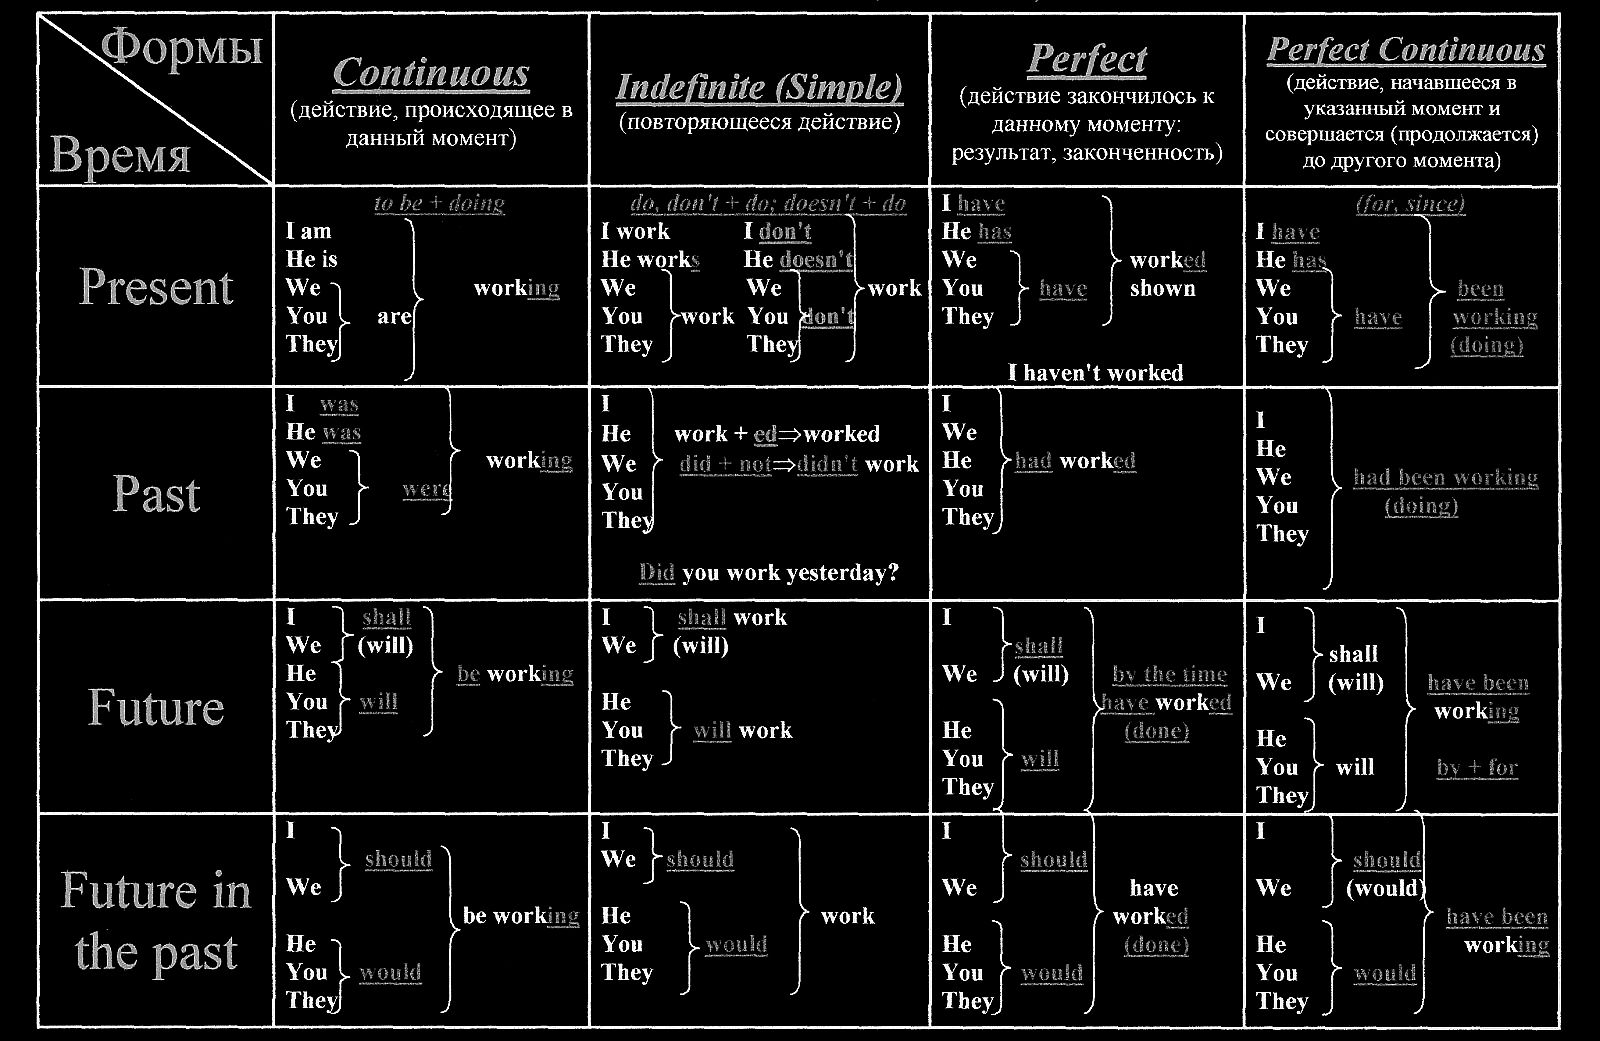 Формы
Время
Continuous
(действие, происходящее в
данный момент)
Indefinite (Simple)
(повторяющееся действие)
Perfect
(действие закончилось к
данному моменту:
результат, законченность)
Perfect Continuous
(действие, начавшееся в
указанный момент и
совершается (продолжается)
до другого момента)
Present
to be + doing
I am
He is
We
You
They
are
working
do, don't + do; doesn't + do
I work
He works
We
You
They
work
I don't
He doesn't
We
You
They
don't
work
I have
He has
We
You
They
have
worked
shown
I haven't worked
(for, since)
I have
He has
We
You
They
have
been
working
(doing)
Past
I was
He was
We
You
They
were
working
I
He
We
You
They
work + ed⇒worked
did + not⇒didn't work
Did you work yesterday?
I
We
He
You
They
had worked
I
He
We
You
They
had been working
(doing)
Future
I
We
shall
(will)
He
You
They
will
be working
I
We
shall work
(will)
He
You
They
will work
I
We
shall
(will)
He
You
They
will
by the time
have worked
(done)
I
We
shall
(will)
He
You
They
will
have been
working
by + for
Future in
the past
I
We
should
He
You
They
would
be working
I
We
should
He
You
They
would
work
I
We
should
He
You
They
would
have
worked
(done)
I
We
should
(would)
He
You
They
would
have been
working